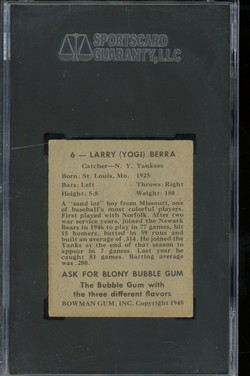 SPORTSCARD
GUARANTY, LLC
6 — LARRY (YOGI) BERRA
Catcher—N. Y. Yankees
Born: St. Louis, Mo. 1925
Bats: Left Throws: Right
Height: 5-8 Weight: 180
A "sand lot" boy from Missouri, one
of baseball's most colorful players.
First played with Norfolk. After two
war service years, joined the Newark
Bears in 1946 to play in 77 games, hit
15 homers, batted in 59 runs and
built an average of .314. He joined the
Yanks at the end of that season to
appear in 7 games. Last year he
caught 83 games. Batting average
was .280.
ASK FOR BLONY BUBBLE GUM
The Bubble Gum with
the three different flavors
BOWMAN GUM, INC. Copyright 1948